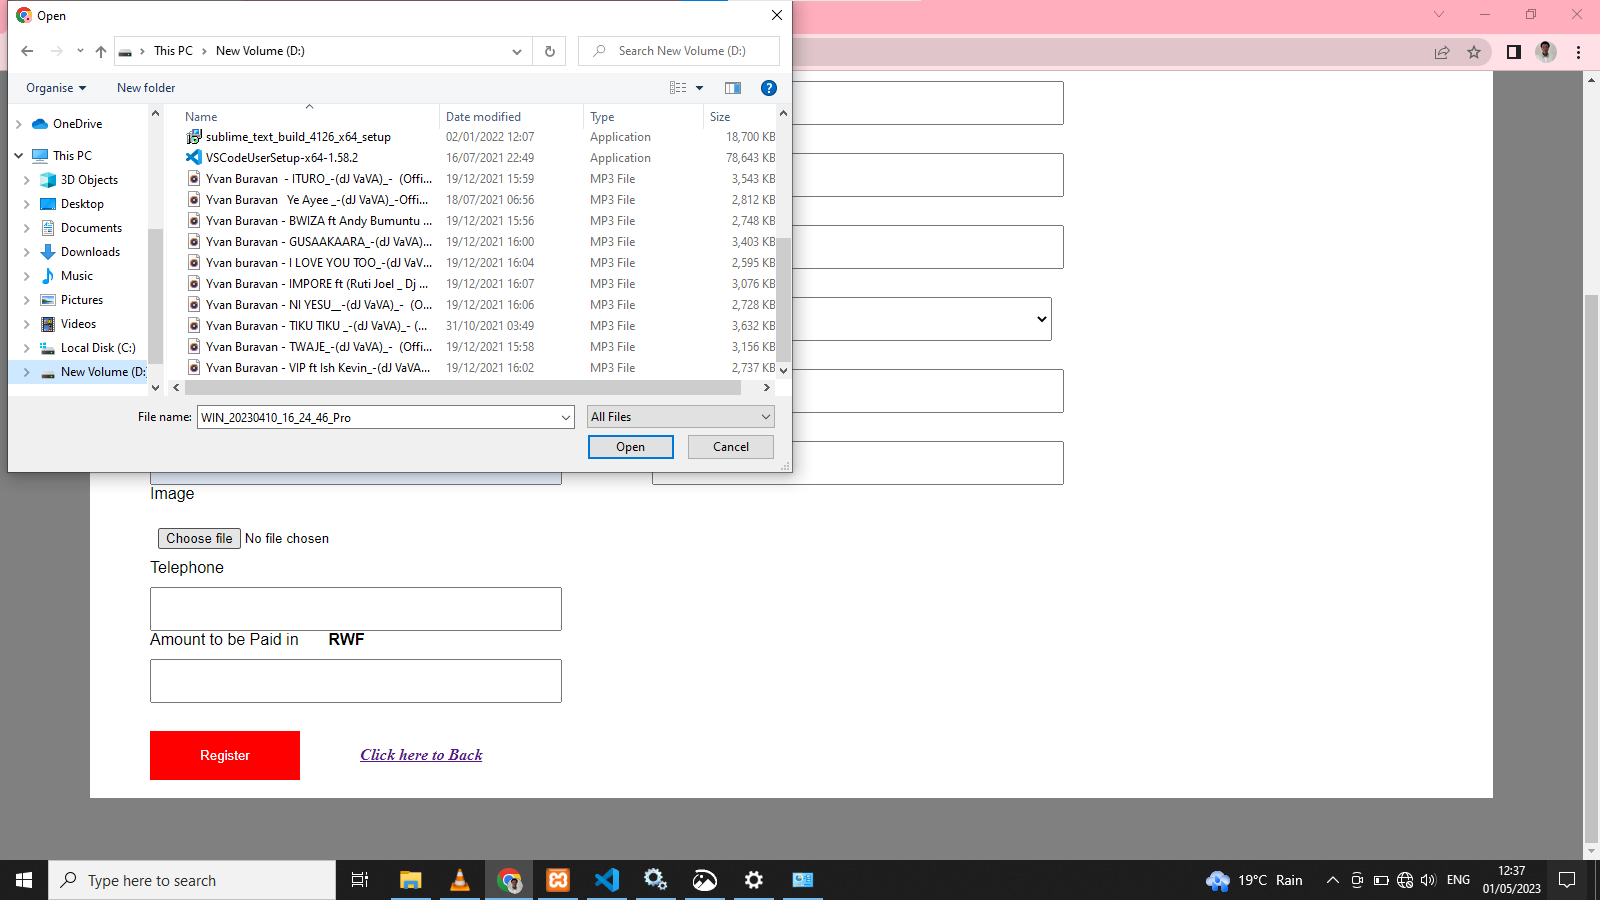 Open
This PC
New Volume (D:)
Search New Volume (D:)
Organise
New folder
OneDrive
This PC
3D Objects
Desktop
Documents
Downloads
Music
Pictures
Videos
Local Disk (C:)
New Volume (D:
Name Date modified Type Size
sublime_text_build_4126_x64_setup 02/01/2022 12:07 Application 18,700 KB
VSCodeUserSetup-x64-1.58.2 16/07/2021 22:49 Application 78,643 KB
Yvan Buravan  - ITURO_-(dJ VaVA)_-  (Offi... 19/12/2021 15:59 MP3 File 3,543 KB
Yvan Buravan   Ye Ayee _-(dJ VaVA)_-Offi... 18/07/2021 06:56 MP3 File 2,812 KB
Yvan Buravan - BWIZA ft Andy Bumuntu ... 19/12/2021 15:56 MP3 File 2,748 KB
Yvan Buravan - GUSAAKAARA_-(dJ VaVA)... 19/12/2021 16:00 MP3 File 3,403 KB
Yvan buravan - I LOVE YOU TOO_-(dJ VaV... 19/12/2021 16:04 MP3 File 2,595 KB
Yvan Buravan - IMPORE ft (Ruti Joel _ Dj ... 19/12/2021 16:07 MP3 File 3,076 KB
Yvan Buravan - NI YESU__-(dJ VaVA)_-  (O... 19/12/2021 16:06 MP3 File 2,728 KB
Yvan Buravan - TIKU TIKU _-(dJ VaVA)_- (... 31/10/2021 03:49 MP3 File 3,632 KB
Yvan Buravan - TWAJE_-(dJ VaVA)_-  (Offi... 19/12/2021 15:58 MP3 File 3,156 KB
Yvan Buravan - VIP ft Ish Kevin_-(dJ VaVA... 19/12/2021 16:02 MP3 File 2,737 KB
File name: WIN_20230410_16_24_46_Pro All Files
Open Cancel
Image
Choose file No file chosen
Telephone
Amount to be Paid in RWF
Register Click here to Back
Type here to search
19°C Rain
ENG
12:37
01/05/2023